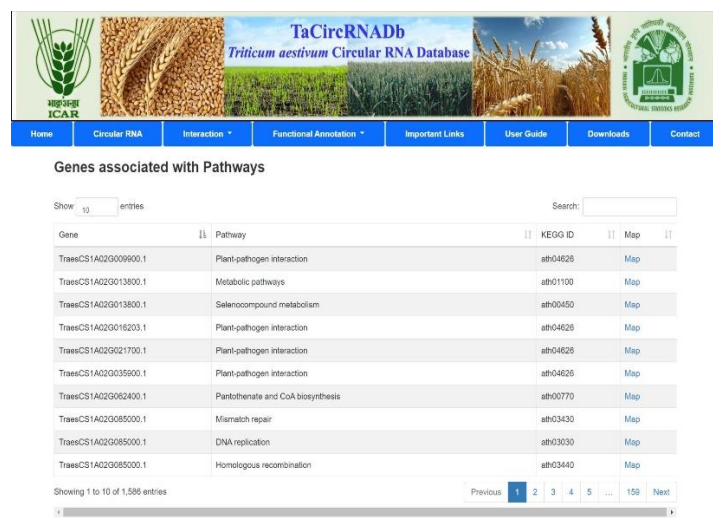 TaCircRNADb
Triticum aestivum Circular RNA Database
ICAR
Home Circular RNA Interaction Functional Annotation Important Links User Guide Downloads Contact
Genes associated with Pathways
Show 10 entries Search:
Gene Pathway KEGG ID Map
TraesCS1A02G009900.1 Plant-pathogen interaction ath04626 Map
TraesCS1A02G013800.1 Metabolic pathways ath01100 Map
TraesCS1A02G013800.1 Selenocompound metabolism ath00450 Map
TraesCS1A02G016203.1 Plant-pathogen interaction ath04626 Map
TraesCS1A02G021700.1 Plant-pathogen interaction ath04626 Map
TraesCS1A02G035900.1 Plant-pathogen interaction ath04626 Map
TraesCS1A02G062400.1 Pantothenate and CoA biosynthesis ath00770 Map
TraesCS1A02G085000.1 Mismatch repair ath03430 Map
TraesCS1A02G085000.1 DNA replication ath03030 Map
TraesCS1A02G085000.1 Homologous recombination ath03440 Map
Showing 1 to 10 of 1,586 entries Previous 1 2 3 4 5 ... 159 Next